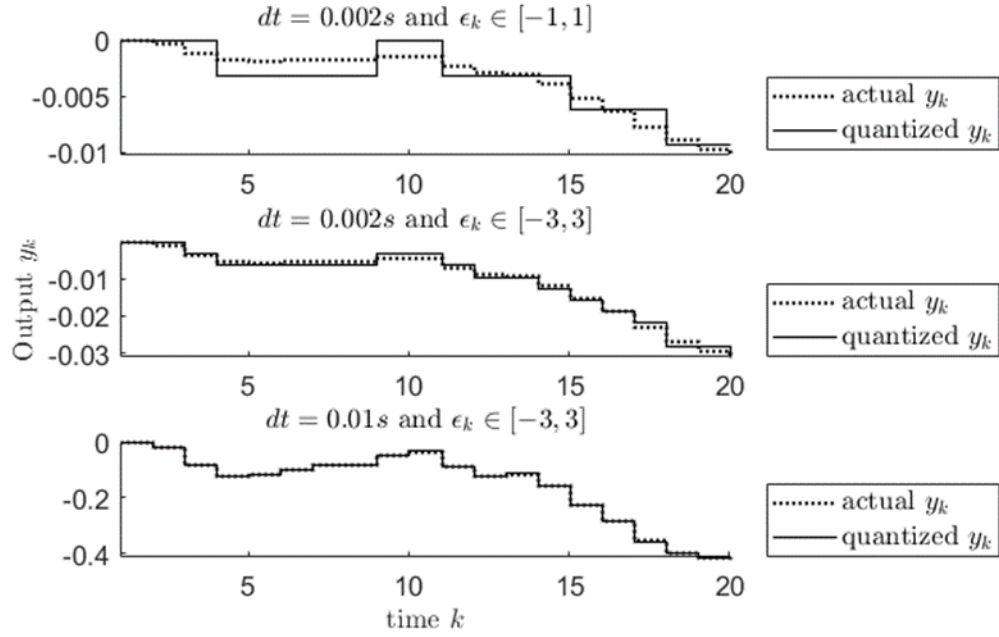 dt = 0.002s and ϵₖ ∈ [−1, 1]
0
-0.005
-0.01
5 10 15 20
actual yₖ
quantized yₖ
dt = 0.002s and ϵₖ ∈ [−3, 3]
Output yₖ
-0.01
-0.02
-0.03
5 10 15 20
actual yₖ
quantized yₖ
dt = 0.01s and ϵₖ ∈ [−3, 3]
0
-0.2
-0.4
5 10 15 20
time k
actual yₖ
quantized yₖ